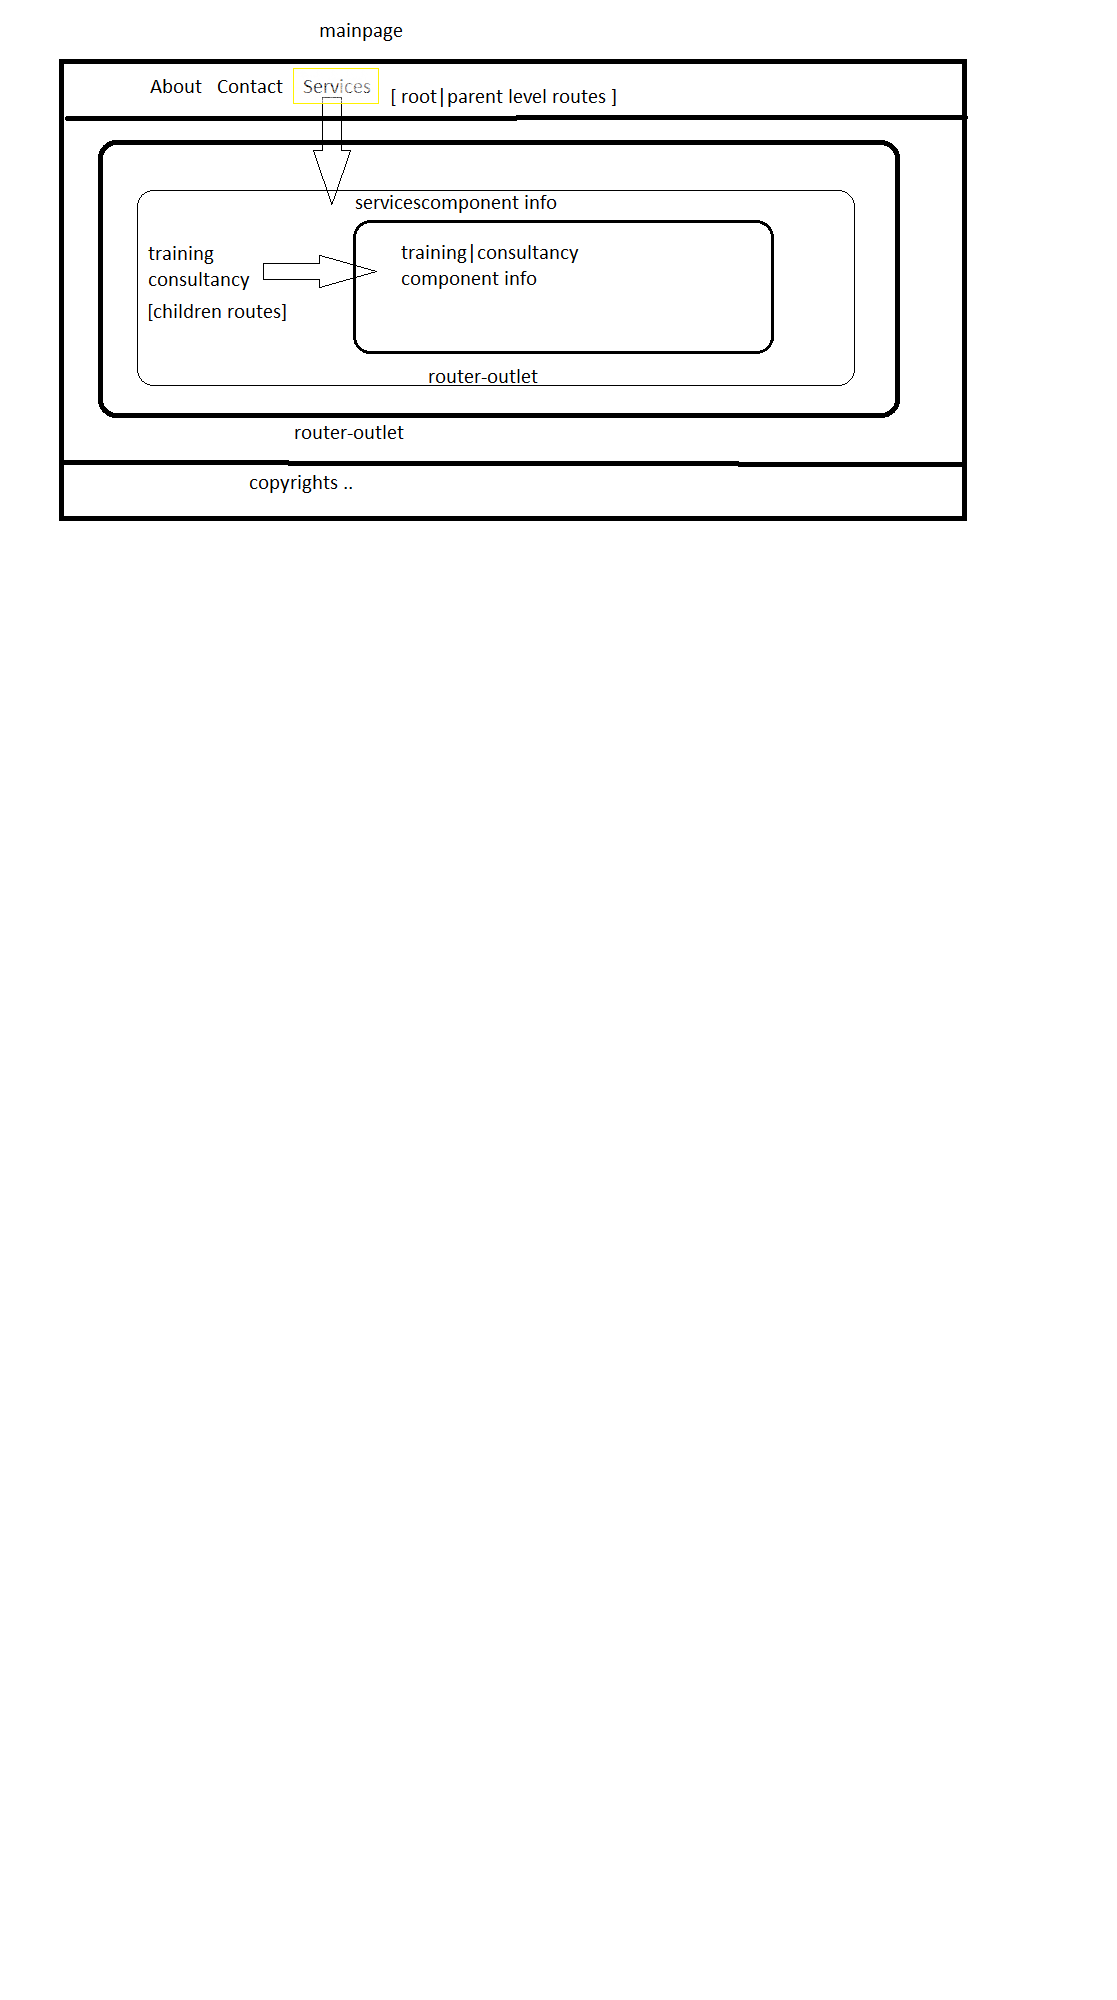 mainpage
About Contact Services [ root|parent level routes ]
servicescomponent info
training
consultancy
[children routes]
training|consultancy
component info
router-outlet
router-outlet
copyrights ..